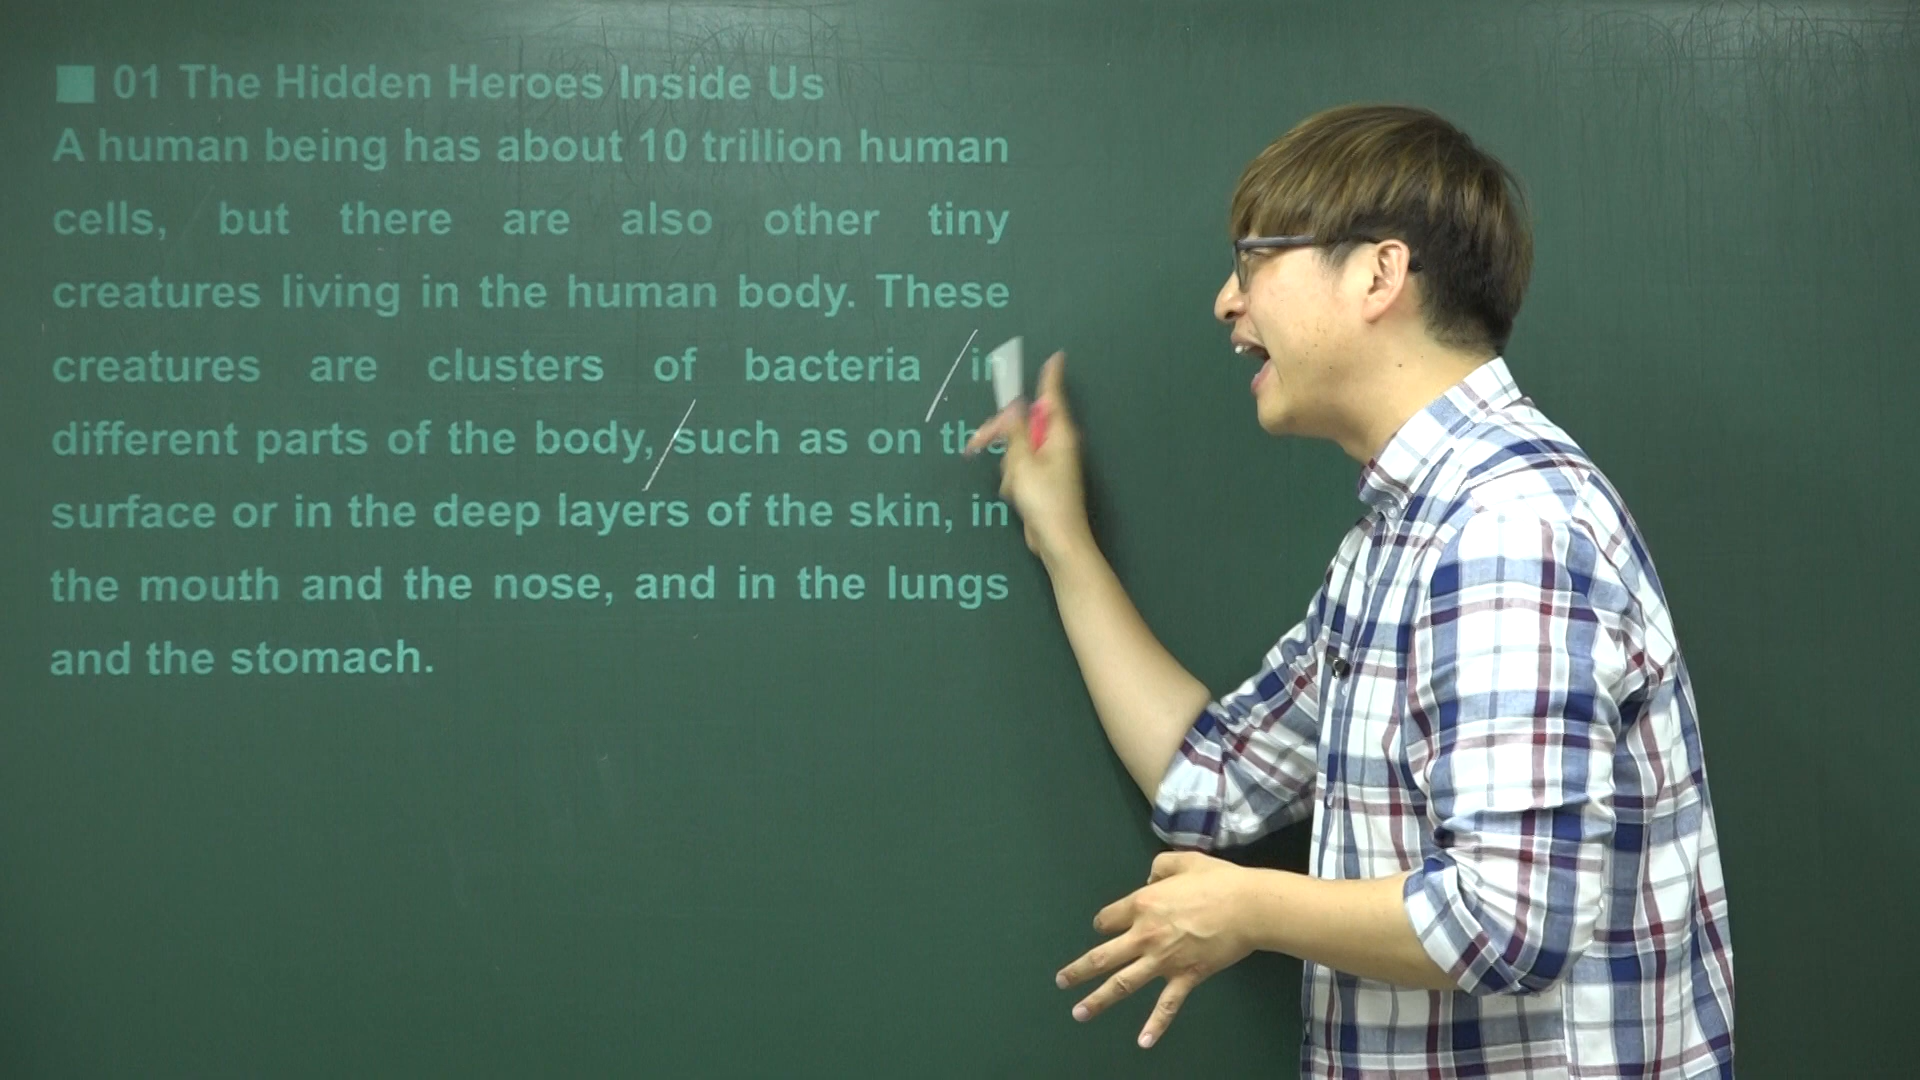 ■ 01 The Hidden Heroes Inside Us
A human being has about 10 trillion human
cells, but there are also other tiny
creatures living in the human body. These
creatures are clusters of bacteria in
different parts of the body, such as on the
surface or in the deep layers of the skin, in
the mouth and the nose, and in the lungs
and the stomach.